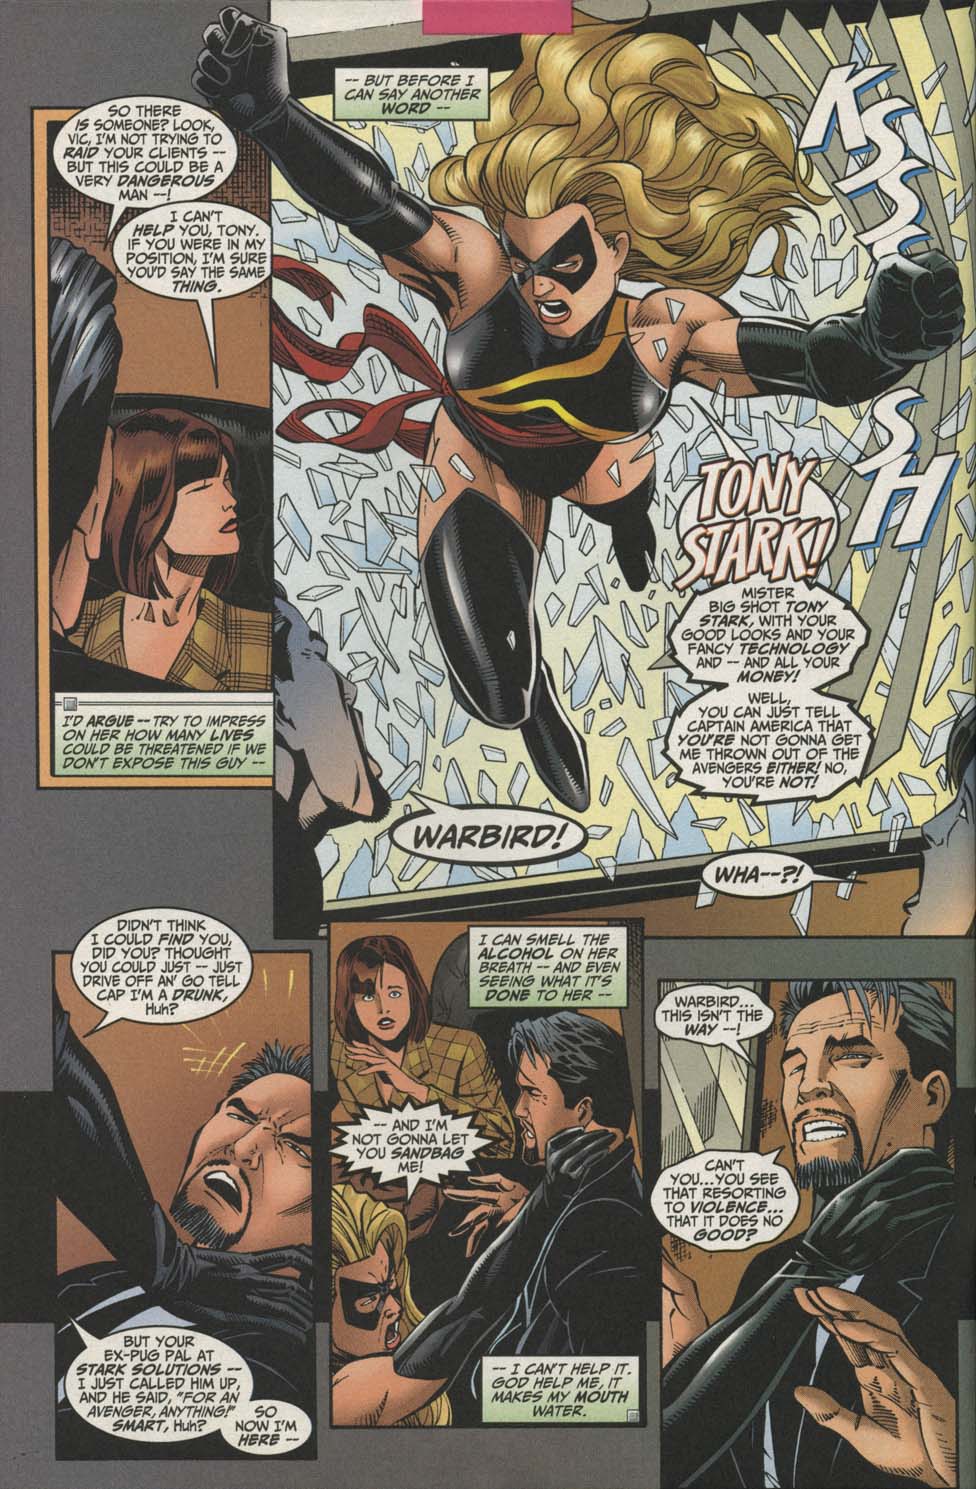 SO THERE
IS SOMEONE? LOOK,
VIC, I'M NOT TRYING TO
RAID YOUR CLIENTS --
BUT THIS COULD BE A
VERY DANGEROUS
MAN --!
I CAN'T
HELP YOU, TONY.
IF YOU WERE IN MY
POSITION, I'M SURE
YOU'D SAY THE SAME
THING.
I'D ARGUE -- TRY TO IMPRESS
ON HER HOW MANY LIVES
COULD BE THREATENED IF WE
DON'T EXPOSE THIS GUY --
-- BUT BEFORE I
CAN SAY ANOTHER
WORD --
KSSSH
TONY
STARK!
MISTER
BIG SHOT TONY
STARK, WITH YOUR
GOOD LOOKS AND YOUR
FANCY TECHNOLOGY
AND -- AND ALL YOUR
MONEY!
WELL,
YOU CAN JUST TELL
CAPTAIN AMERICA THAT
YOU'RE NOT GONNA GET
ME THROWN OUT OF THE
AVENGERS EITHER! NO,
YOU'RE NOT!
WARBIRD!
WHA--?!
DIDN'T THINK
I COULD FIND YOU,
DID YOU? THOUGHT
YOU COULD JUST -- JUST
DRIVE OFF AN' GO TELL
CAP I'M A DRUNK,
Huh?
BUT YOUR
EX-PUG PAL AT
STARK SOLUTIONS --
I JUST CALLED HIM UP,
AND HE SAID, "FOR AN
AVENGER, ANYTHING!"
SMART, Huh?
SO
NOW I'M
HERE --
I CAN SMELL THE
ALCOHOL ON HER
BREATH -- AND EVEN
SEEING WHAT IT'S
DONE TO HER --
-- AND I'M
NOT GONNA LET
YOU SANDBAG
ME!
-- I CAN'T HELP IT.
GOD HELP ME, IT
MAKES MY MOUTH
WATER.
WARBIRD...
THIS ISN'T THE
WAY --!
CAN'T
YOU...YOU SEE
THAT RESORTING
TO VIOLENCE...
THAT IT DOES NO
GOOD?